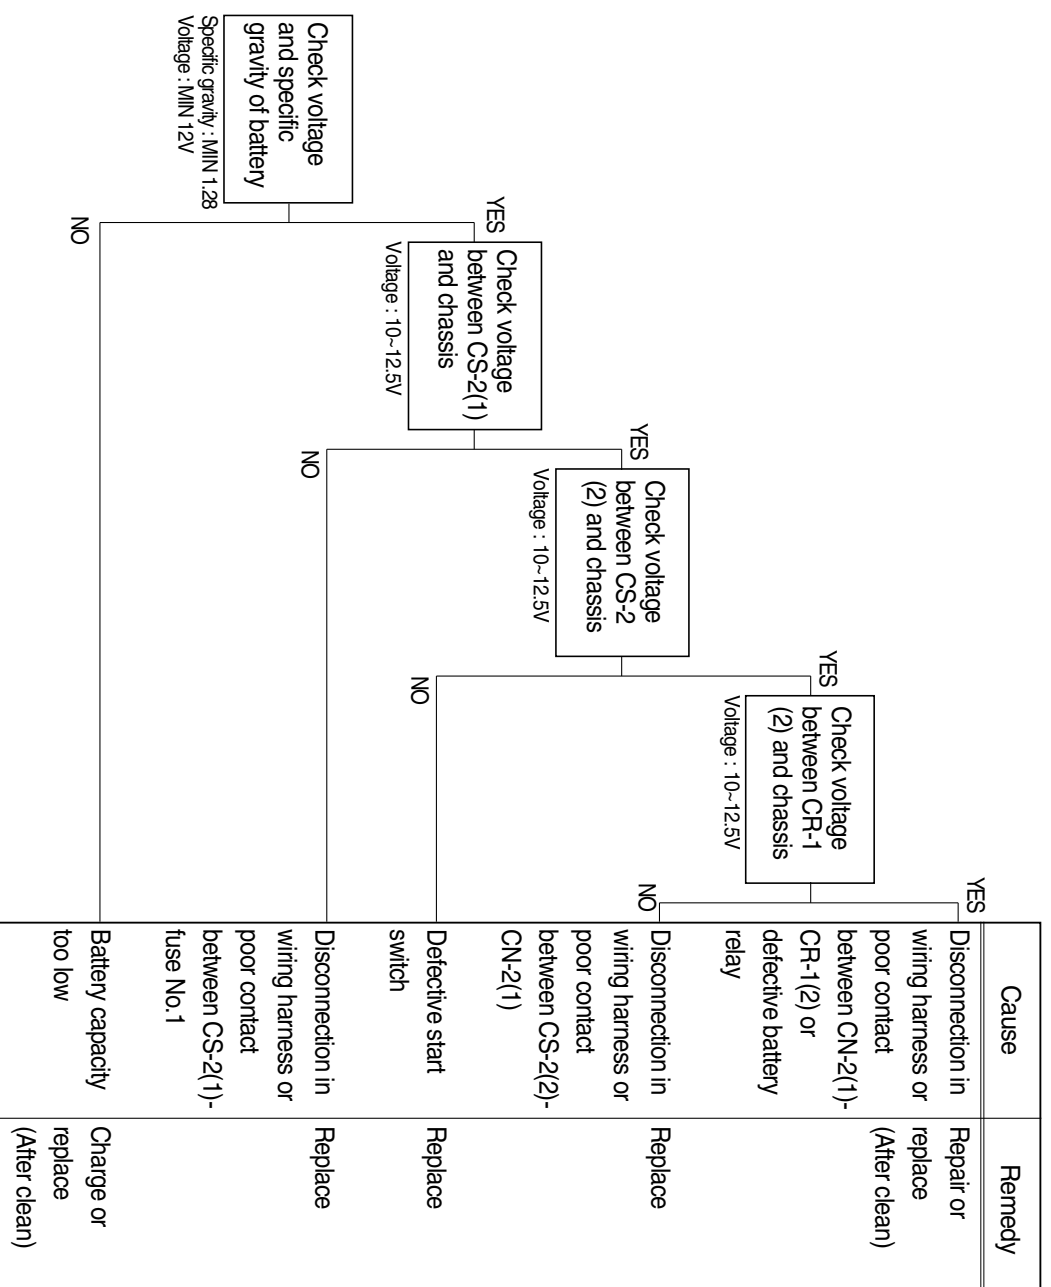 Cause
Remedy
YES
Disconnection in
wiring harness or
poor contact
between CN-2(1)-
CR-1(2) or
defective battery
relay
Repair or
replace
(After clean)
YES
Check voltage
between CR-1
(2) and chassis
Voltage : 10~12.5V
NO
Disconnection in
wiring harness or
poor contact
between CS-2(2)-
CN-2(1)
Replace
YES
Check voltage
between CS-2
(2) and chassis
Voltage : 10~12.5V
NO
Defective start
switch
Replace
YES
Check voltage
between CS-2(1)
and chassis
Voltage : 10~12.5V
NO
Disconnection in
wiring harness or
poor contact
between CS-2(1)-
fuse No.1
Replace
Check voltage
and specific
gravity of battery
Specific gravity : MIN 1.28
Voltage : MIN 12V
NO
Battery capacity
too low
Charge or
replace
(After clean)